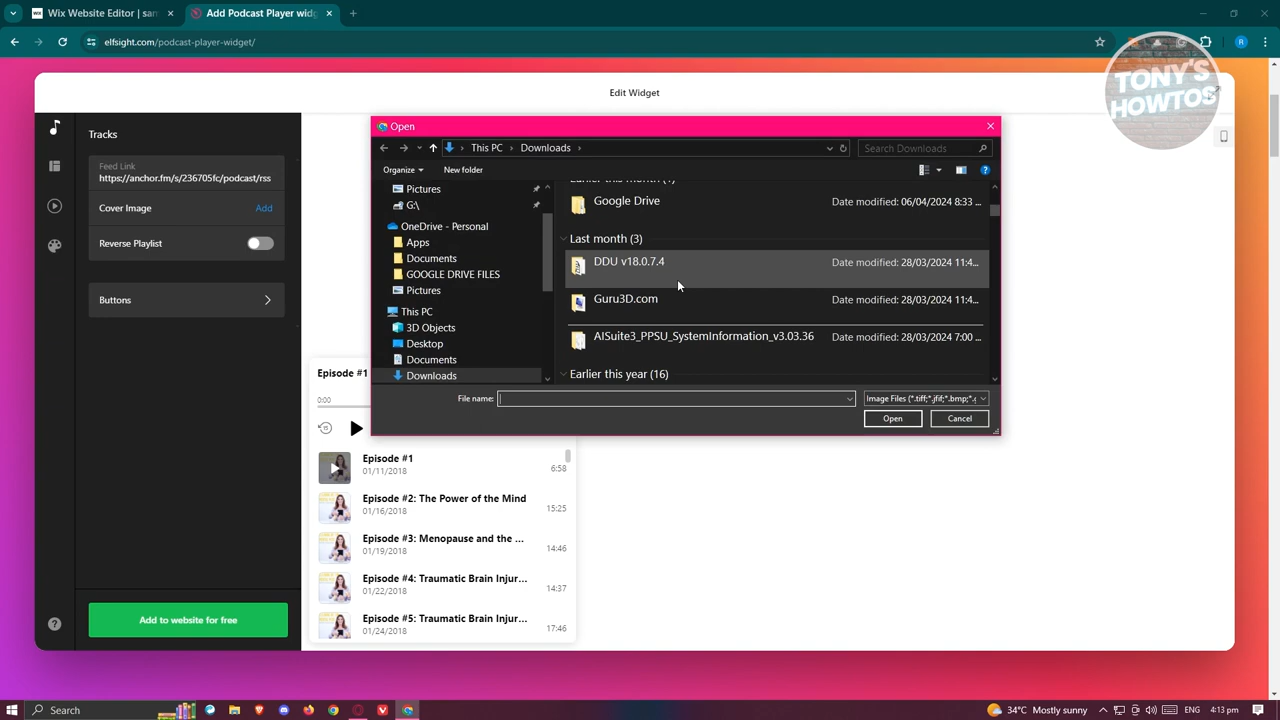 Wix Website Editor | sam
Add Podcast Player wid
elfsight.com/podcast-player-widget/
R
TONY'S
HOWTOS
Edit Widget
Tracks
Feed Link
https://anchor.fm/s/236705fc/podcast/rss
Cover Image
Add
Reverse Playlist
Buttons
Add to website for free
Open
This PC
Downloads
Search Downloads
Organize
New folder
Pictures
G:\
OneDrive - Personal
Apps
Documents
GOOGLE DRIVE FILES
Pictures
This PC
3D Objects
Desktop
Documents
Downloads
Google Drive
Date modified: 06/04/2024 8:33 ...
Last month (3)
DDU v18.0.7.4
Date modified: 28/03/2024 11:4...
Guru3D.com
Date modified: 28/03/2024 11:4...
AISuite3_PPSU_SystemInformation_v3.03.36
Date modified: 28/03/2024 7:00 ...
Earlier this year (16)
File name:
Image Files (*.tiff;*.jfif;*.bmp;*.g
Open
Cancel
Episode #1
0:00
15
Episode #1
01/11/2018
6:58
Episode #2: The Power of the Mind
01/16/2018
15:25
Episode #3: Menopause and the ...
01/19/2018
14:46
Episode #4: Traumatic Brain Injur...
01/22/2018
14:37
Episode #5: Traumatic Brain Injur...
01/24/2018
17:46
Search
34°C Mostly sunny
ENG
4:13 pm